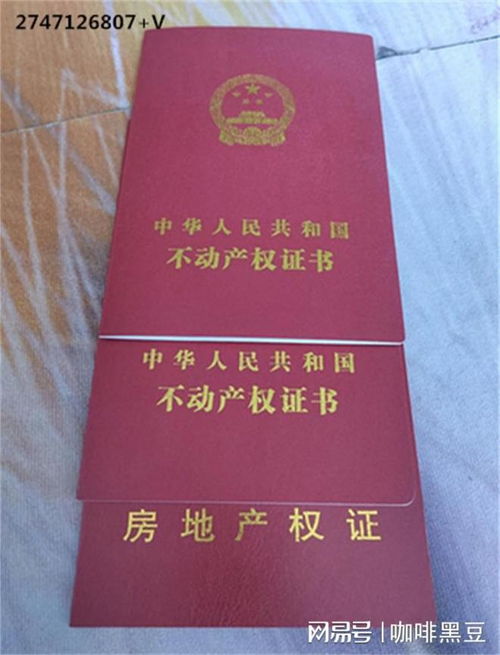 2747126807+V
中华人民共和国
不动产权证书
中华人民共和国
不动产权证书
房地产权证
网易号 | 咖啡黑豆